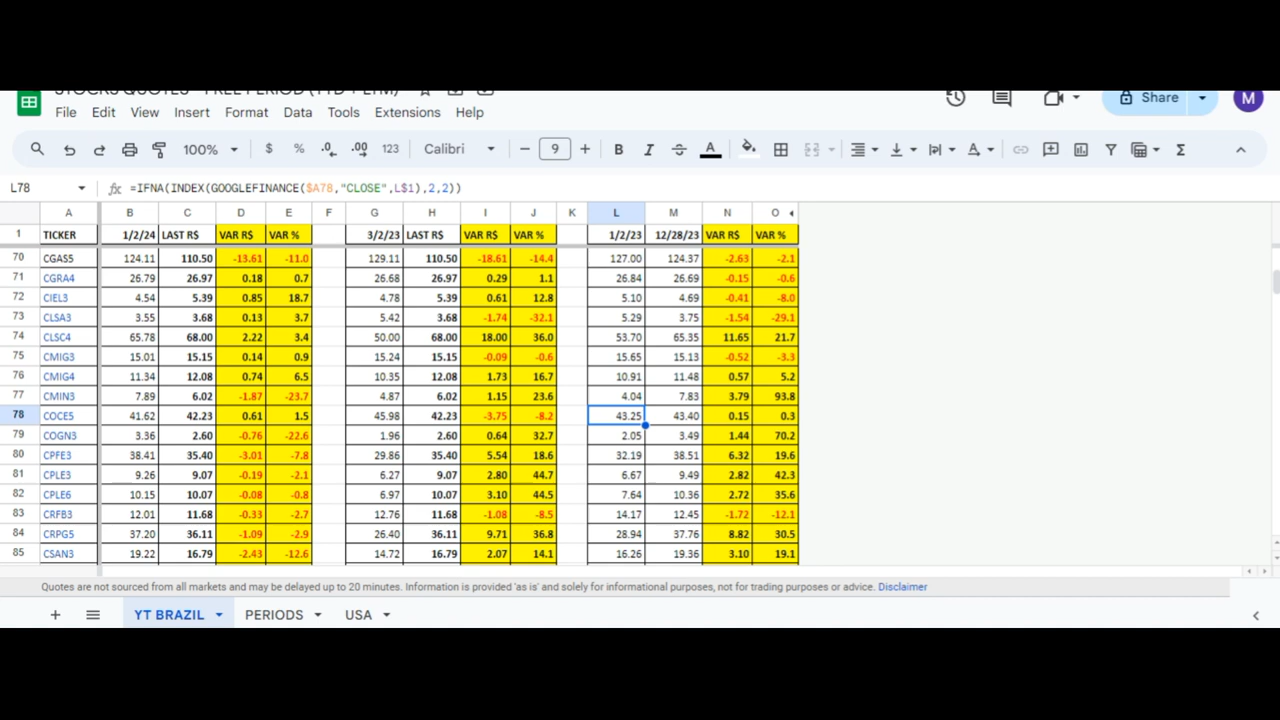 STOCKS QUOTES - FREE PERIOD (YTD + LTM)
File Edit View Insert Format Data Tools Extensions Help
Share
M
100% $ % .0 .00 123 Calibri 9 B I A
L78 fx =IFNA(INDEX(GOOGLEFINANCE($A78,"CLOSE",L$1),2,2))
A B C D E F G H I J K L M N O
1 TICKER 1/2/24 LAST R$ VAR R$ VAR % 3/2/23 LAST R$ VAR R$ VAR % 1/2/23 12/28/23 VAR R$ VAR %
70 CGAS5 124.11 110.50 -13.61 -11.0 129.11 110.50 -18.61 -14.4 127.00 124.37 -2.63 -2.1
71 CGRA4 26.79 26.97 0.18 0.7 26.68 26.97 0.29 1.1 26.84 26.69 -0.15 -0.6
72 CIEL3 4.54 5.39 0.85 18.7 4.78 5.39 0.61 12.8 5.10 4.69 -0.41 -8.0
73 CLSA3 3.55 3.68 0.13 3.7 5.42 3.68 -1.74 -32.1 5.29 3.75 -1.54 -29.1
74 CLSC4 65.78 68.00 2.22 3.4 50.00 68.00 18.00 36.0 53.70 65.35 11.65 21.7
75 CMIG3 15.01 15.15 0.14 0.9 15.24 15.15 -0.09 -0.6 15.65 15.13 -0.52 -3.3
76 CMIG4 11.34 12.08 0.74 6.5 10.35 12.08 1.73 16.7 10.91 11.48 0.57 5.2
77 CMIN3 7.89 6.02 -1.87 -23.7 4.87 6.02 1.15 23.6 4.04 7.83 3.79 93.8
78 COCE5 41.62 42.23 0.61 1.5 45.98 42.23 -3.75 -8.2 43.25 43.40 0.15 0.3
79 COGN3 3.36 2.60 -0.76 -22.6 1.96 2.60 0.64 32.7 2.05 3.49 1.44 70.2
80 CPFE3 38.41 35.40 -3.01 -7.8 29.86 35.40 5.54 18.6 32.19 38.51 6.32 19.6
81 CPLE3 9.26 9.07 -0.19 -2.1 6.27 9.07 2.80 44.7 6.67 9.49 2.82 42.3
82 CPLE6 10.15 10.07 -0.08 -0.8 6.97 10.07 3.10 44.5 7.64 10.36 2.72 35.6
83 CRFB3 12.01 11.68 -0.33 -2.7 12.76 11.68 -1.08 -8.5 14.17 12.45 -1.72 -12.1
84 CRPG5 37.20 36.11 -1.09 -2.9 26.40 36.11 9.71 36.8 28.94 37.76 8.82 30.5
85 CSAN3 19.22 16.79 -2.43 -12.6 14.72 16.79 2.07 14.1 16.26 19.36 3.10 19.1
Quotes are not sourced from all markets and may be delayed up to 20 minutes. Information is provided 'as is' and solely for informational purposes, not for trading purposes or advice. Disclaimer
YT BRAZIL PERIODS USA